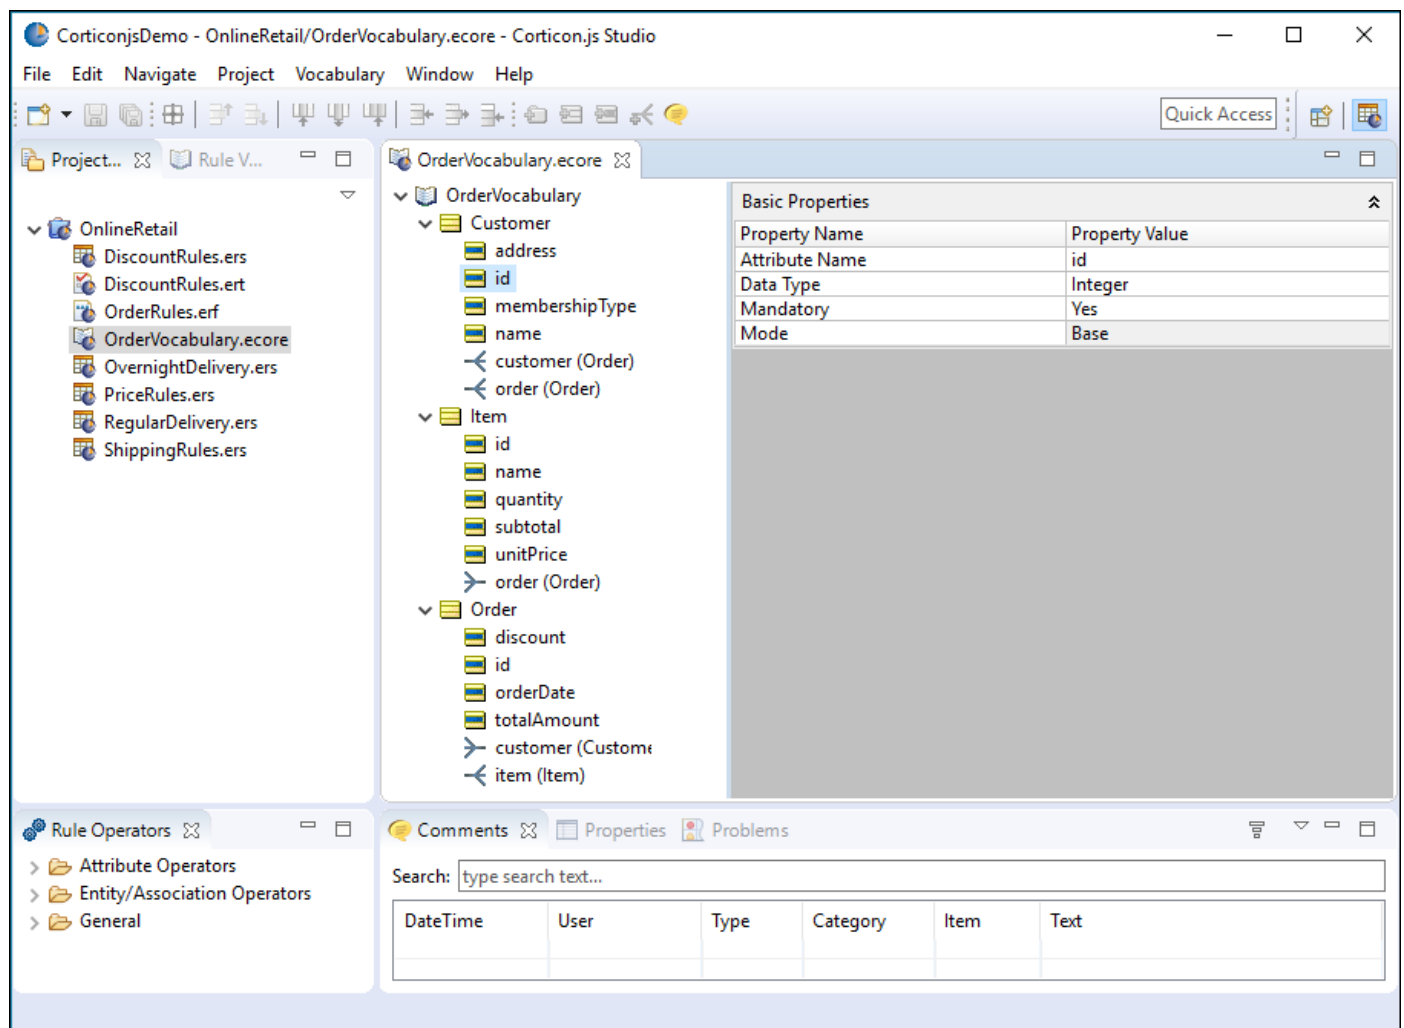 CorticonjsDemo - OnlineRetail/OrderVocabulary.ecore - Corticon.js Studio
File Edit Navigate Project Vocabulary Window Help
Quick Access
Project... Rule V...
OnlineRetail
DiscountRules.ers
DiscountRules.ert
OrderRules.erf
OrderVocabulary.ecore
OvernightDelivery.ers
PriceRules.ers
RegularDelivery.ers
ShippingRules.ers
OrderVocabulary.ecore
OrderVocabulary
Customer
address
id
membershipType
name
customer (Order)
order (Order)
Item
id
name
quantity
subtotal
unitPrice
order (Order)
Order
discount
id
orderDate
totalAmount
customer (Custome
item (Item)
Basic Properties
Property Name Property Value
Attribute Name id
Data Type Integer
Mandatory Yes
Mode Base
Rule Operators
Attribute Operators
Entity/Association Operators
General
Comments Properties Problems
Search: type search text...
DateTime User Type Category Item Text